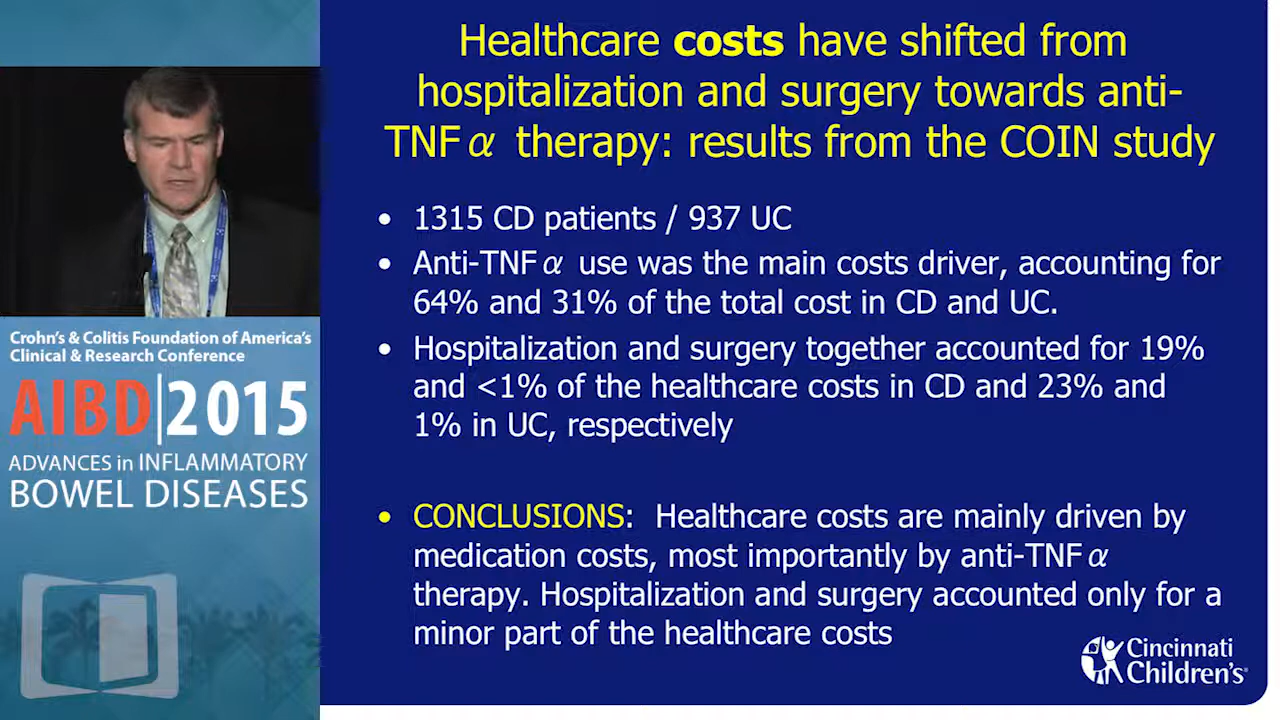 Healthcare costs have shifted from
hospitalization and surgery towards anti-
TNFα therapy: results from the COIN study
• 1315 CD patients / 937 UC
• Anti-TNFα use was the main costs driver, accounting for
64% and 31% of the total cost in CD and UC.
• Hospitalization and surgery together accounted for 19%
and <1% of the healthcare costs in CD and 23% and
1% in UC, respectively
• CONCLUSIONS: Healthcare costs are mainly driven by
medication costs, most importantly by anti-TNFα
therapy. Hospitalization and surgery accounted only for a
minor part of the healthcare costs
Cincinnati
Children's®
Crohn's & Colitis Foundation of America's
Clinical & Research Conference
AIBD|2015
ADVANCES in INFLAMMATORY
BOWEL DISEASES